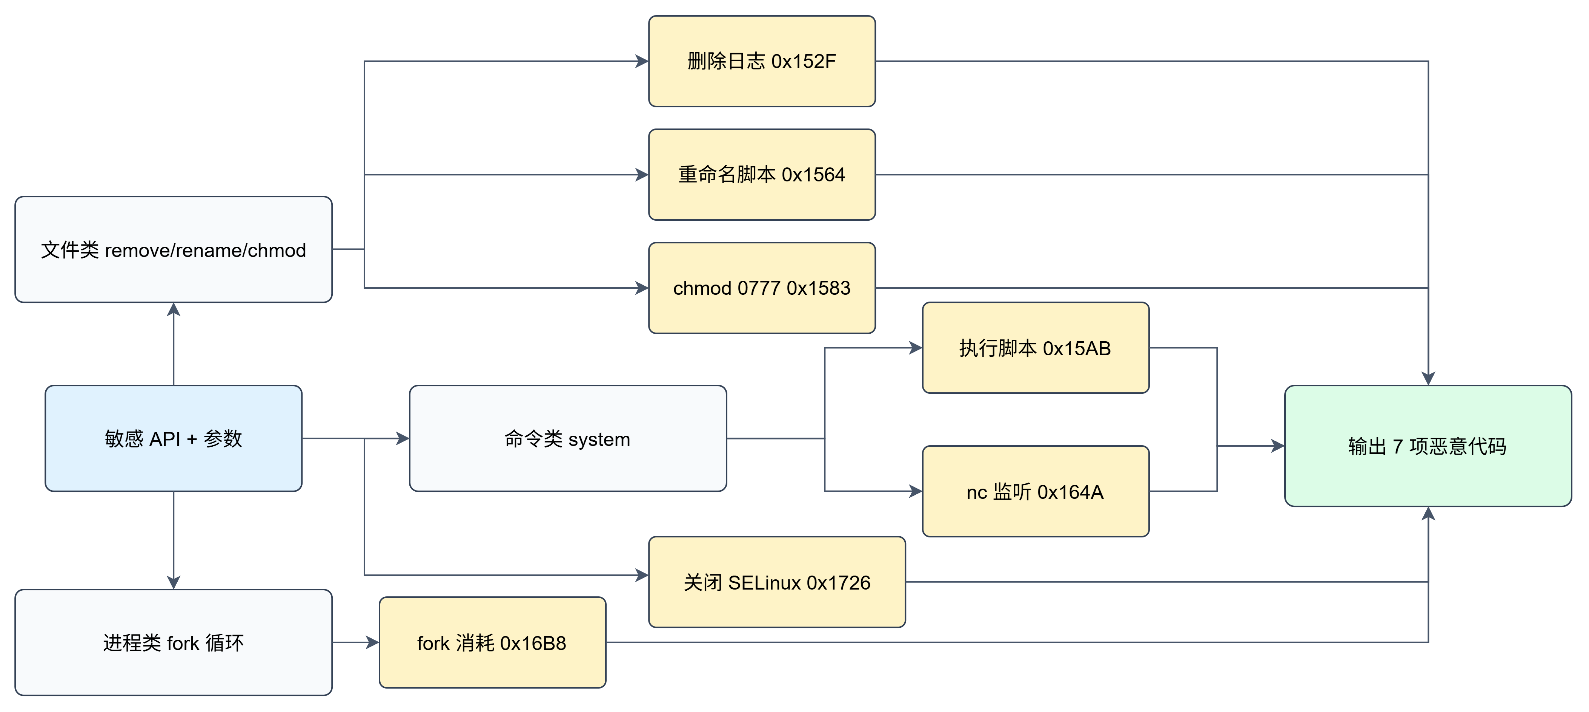 删除日志 0x152F
重命名脚本 0x1564
文件类 remove/rename/chmod
chmod 0777 0x1583
执行脚本 0x15AB
敏感 API + 参数
命令类 system
输出 7 项恶意代码
nc 监听 0x164A
关闭 SELinux 0x1726
进程类 fork 循环
fork 消耗 0x16B8